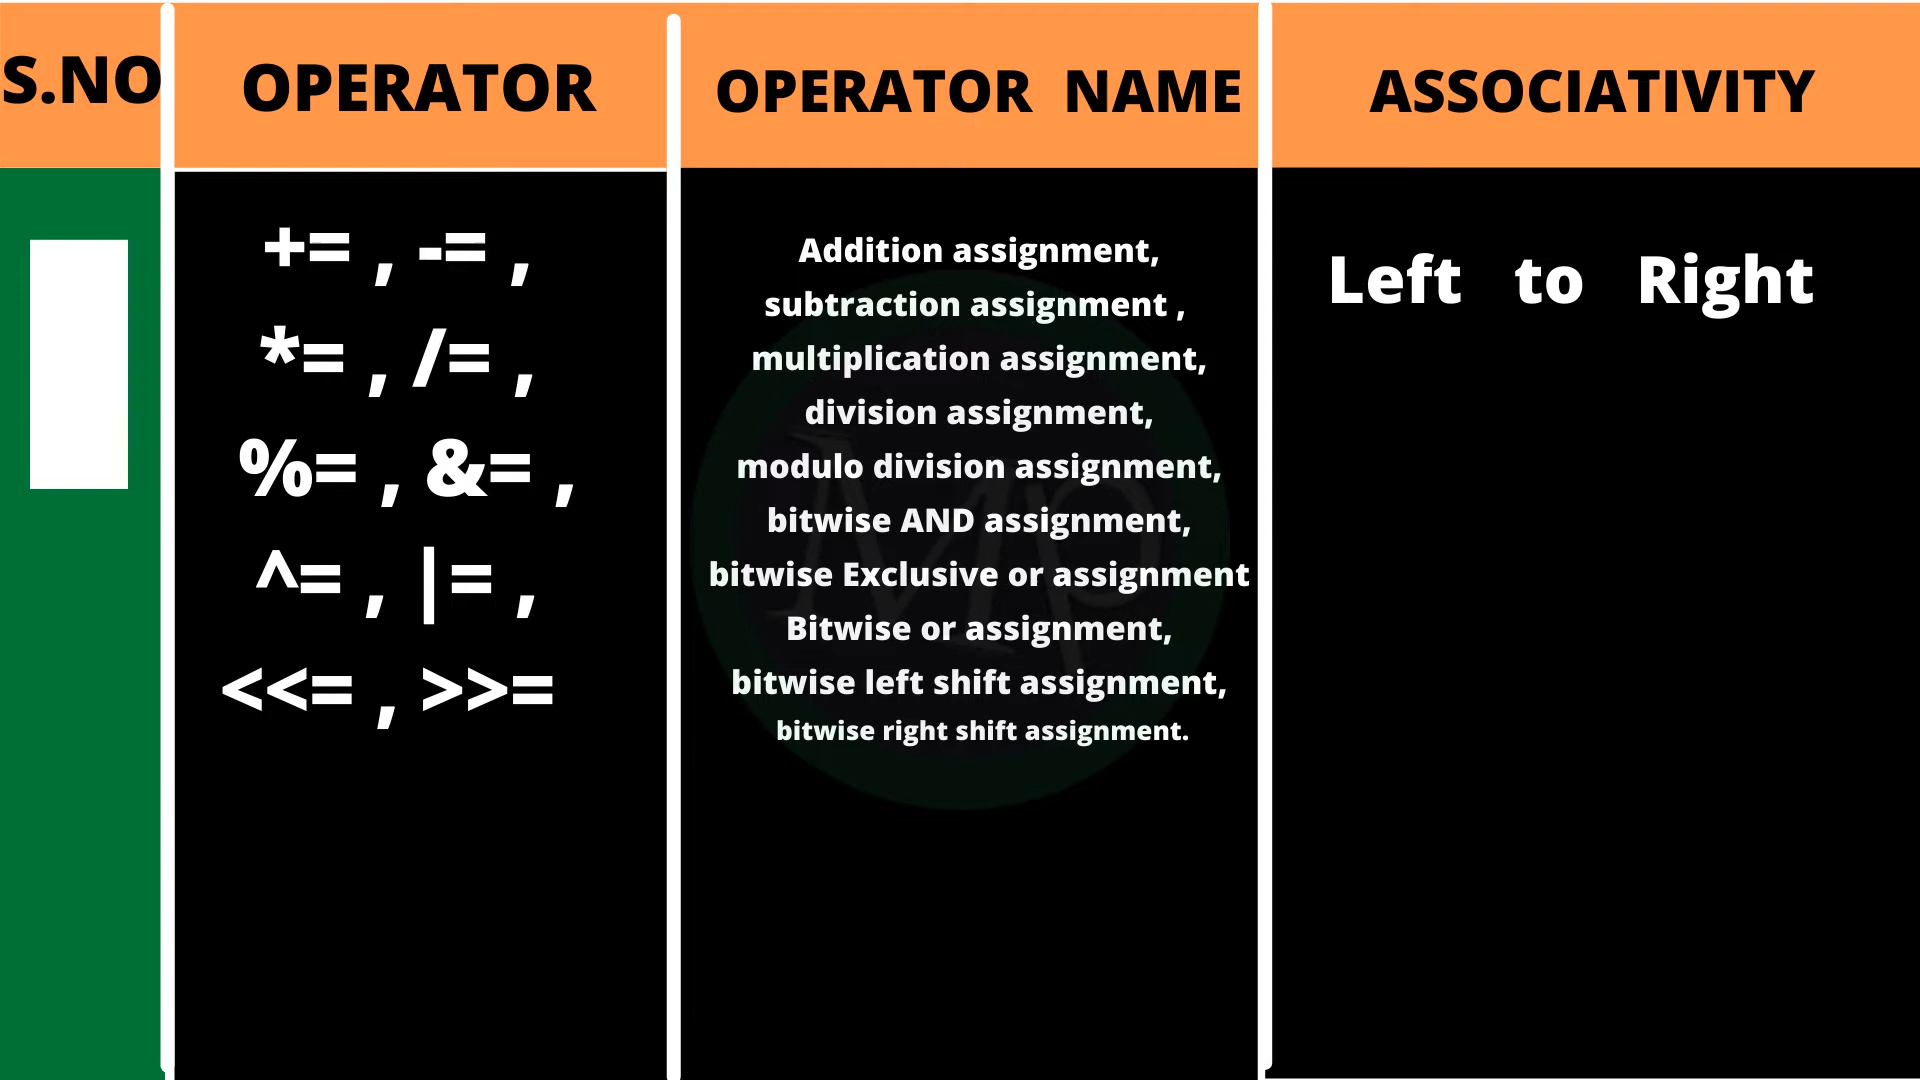 S.NO
OPERATOR
OPERATOR NAME
ASSOCIATIVITY
+= , -= ,
*= , /= ,
%= , &= ,
^= , |= ,
<<= , >>=
Addition assignment,
subtraction assignment ,
multiplication assignment,
division assignment,
modulo division assignment,
bitwise AND assignment,
bitwise Exclusive or assignment
Bitwise or assignment,
bitwise left shift assignment,
bitwise right shift assignment.
Left to Right
Mp